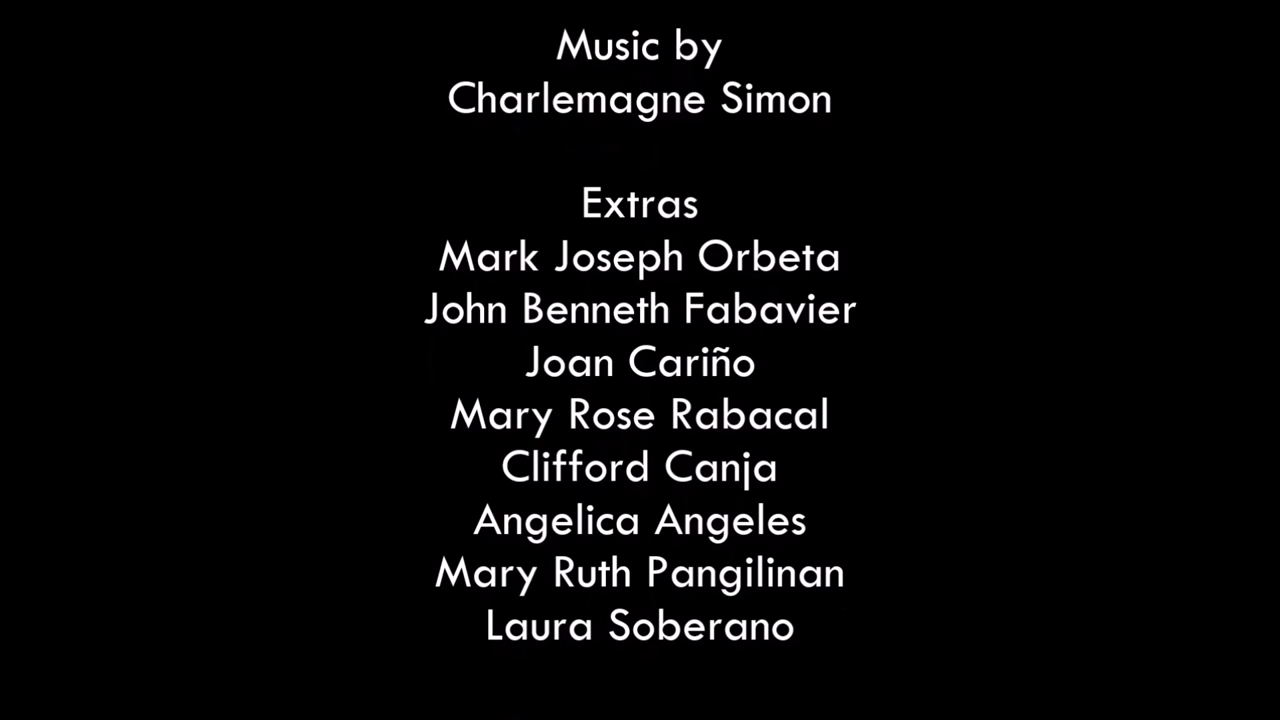 Music by
Charlemagne Simon
Extras
Mark Joseph Orbeta
John Benneth Fabavier
Joan Cariño
Mary Rose Rabacal
Clifford Canja
Angelica Angeles
Mary Ruth Pangilinan
Laura Soberano